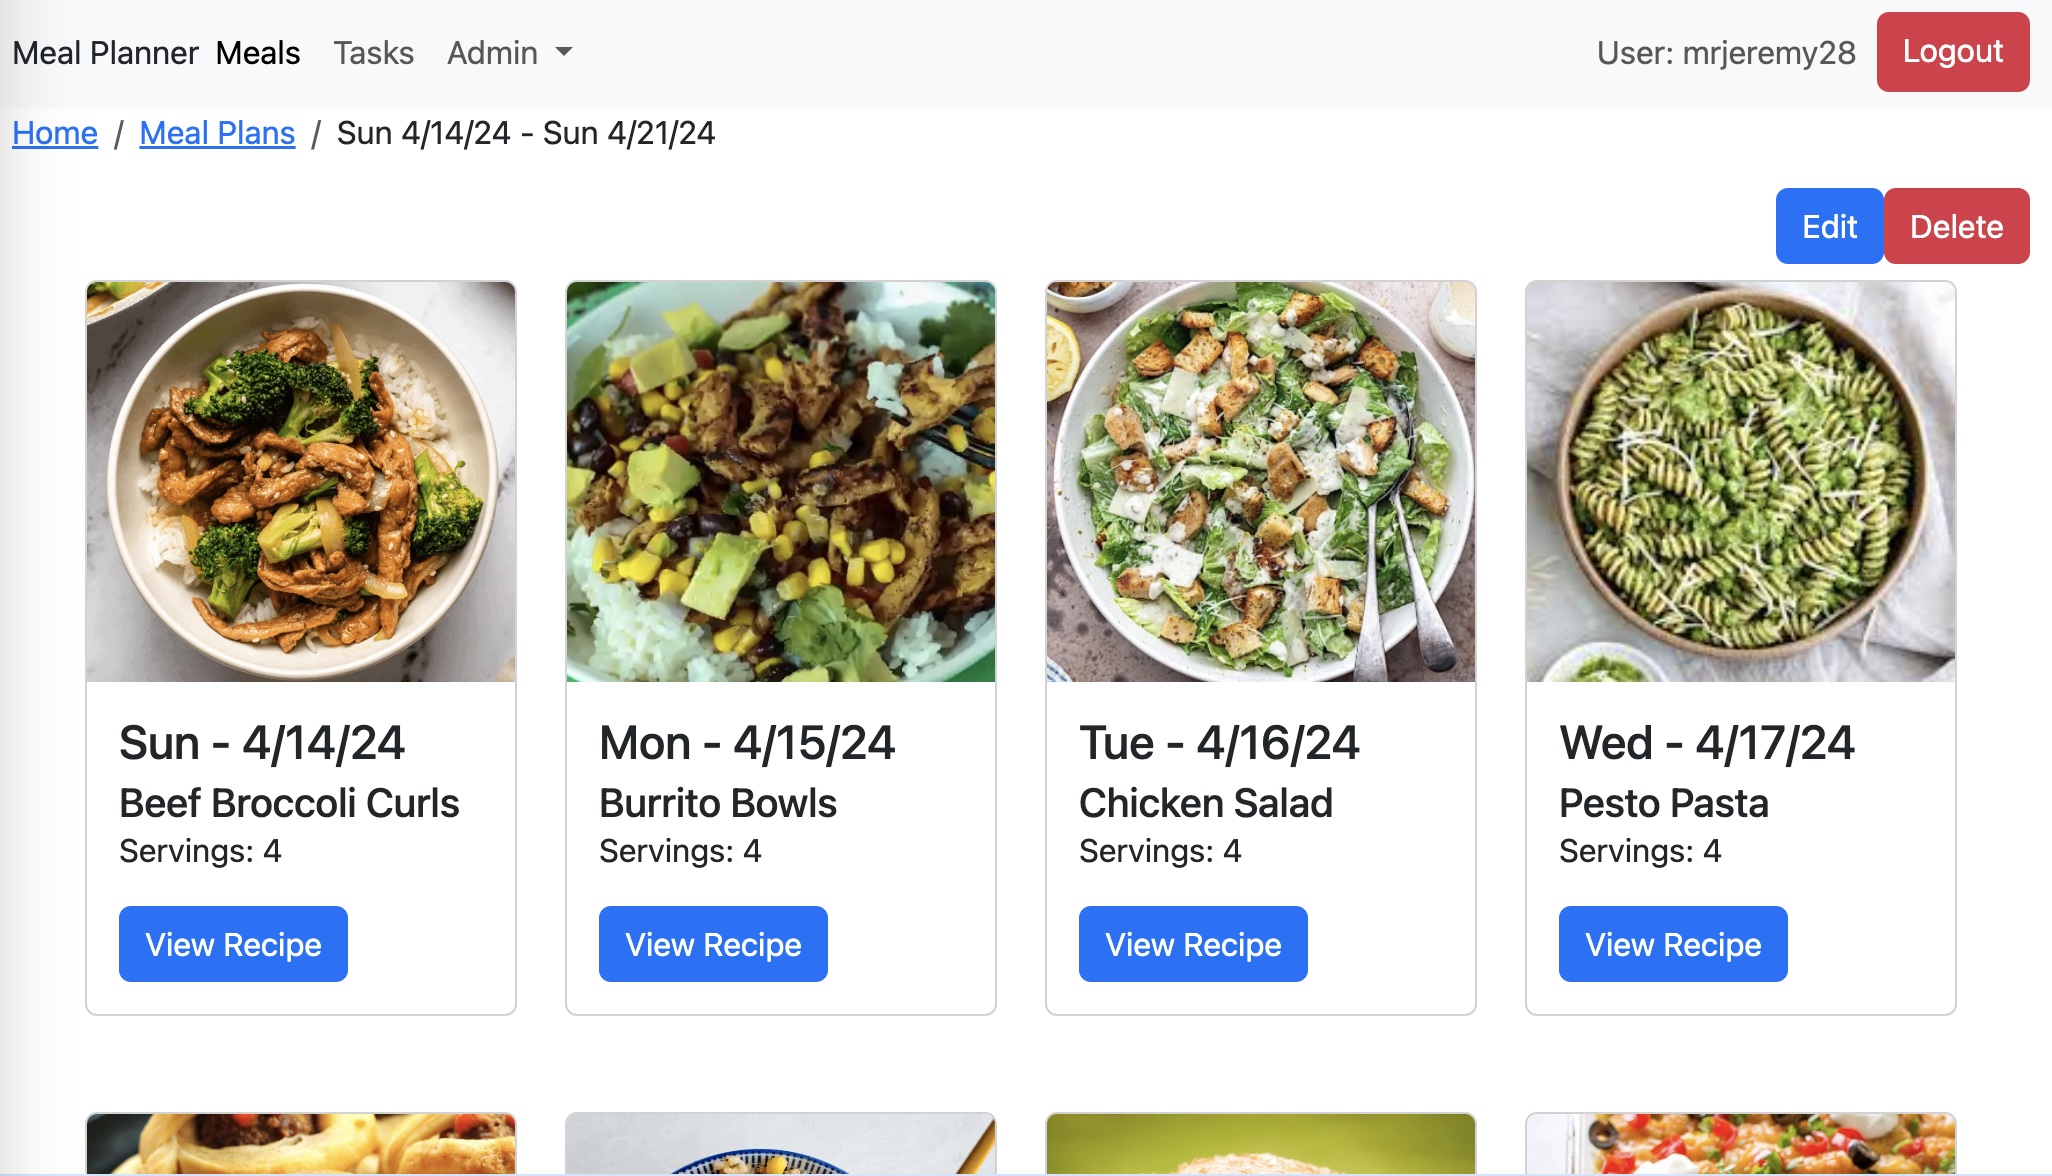 Meal Planner Meals Tasks Admin User: mrjeremy28 Logout
Home / Meal Plans / Sun 4/14/24 - Sun 4/21/24
Edit Delete
Sun - 4/14/24
Beef Broccoli Curls
Servings: 4
View Recipe
Mon - 4/15/24
Burrito Bowls
Servings: 4
View Recipe
Tue - 4/16/24
Chicken Salad
Servings: 4
View Recipe
Wed - 4/17/24
Pesto Pasta
Servings: 4
View Recipe